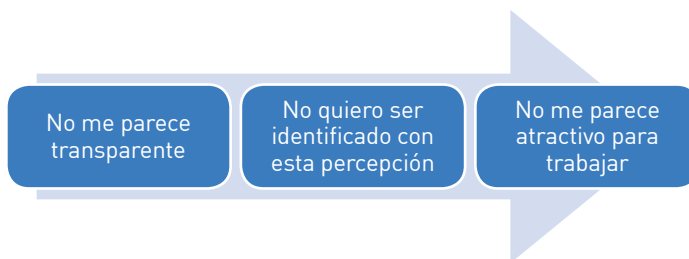 No me parece
transparente
No quiero ser
identificado con
esta percepción
No me parece
atractivo para
trabajar